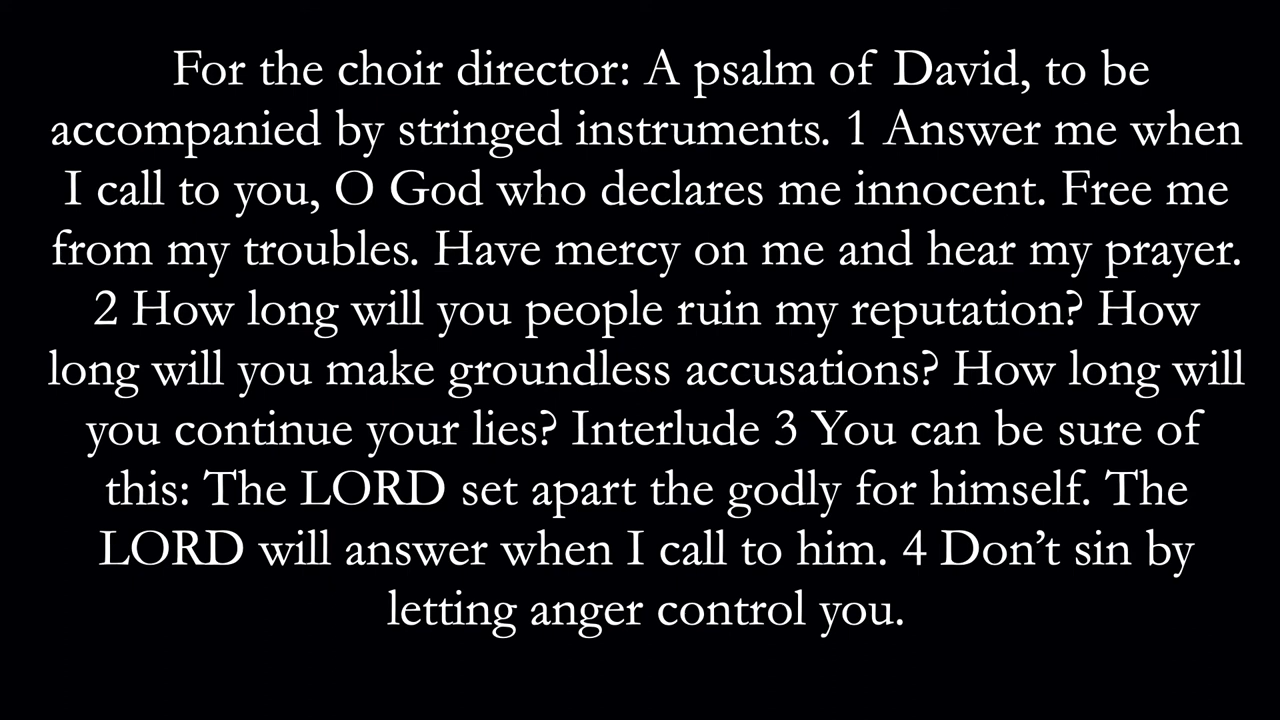 For the choir director: A psalm of David, to be
accompanied by stringed instruments. 1 Answer me when
I call to you, O God who declares me innocent. Free me
from my troubles. Have mercy on me and hear my prayer.
2 How long will you people ruin my reputation? How
long will you make groundless accusations? How long will
you continue your lies? Interlude 3 You can be sure of
this: The LORD set apart the godly for himself. The
LORD will answer when I call to him. 4 Don’t sin by
letting anger control you.